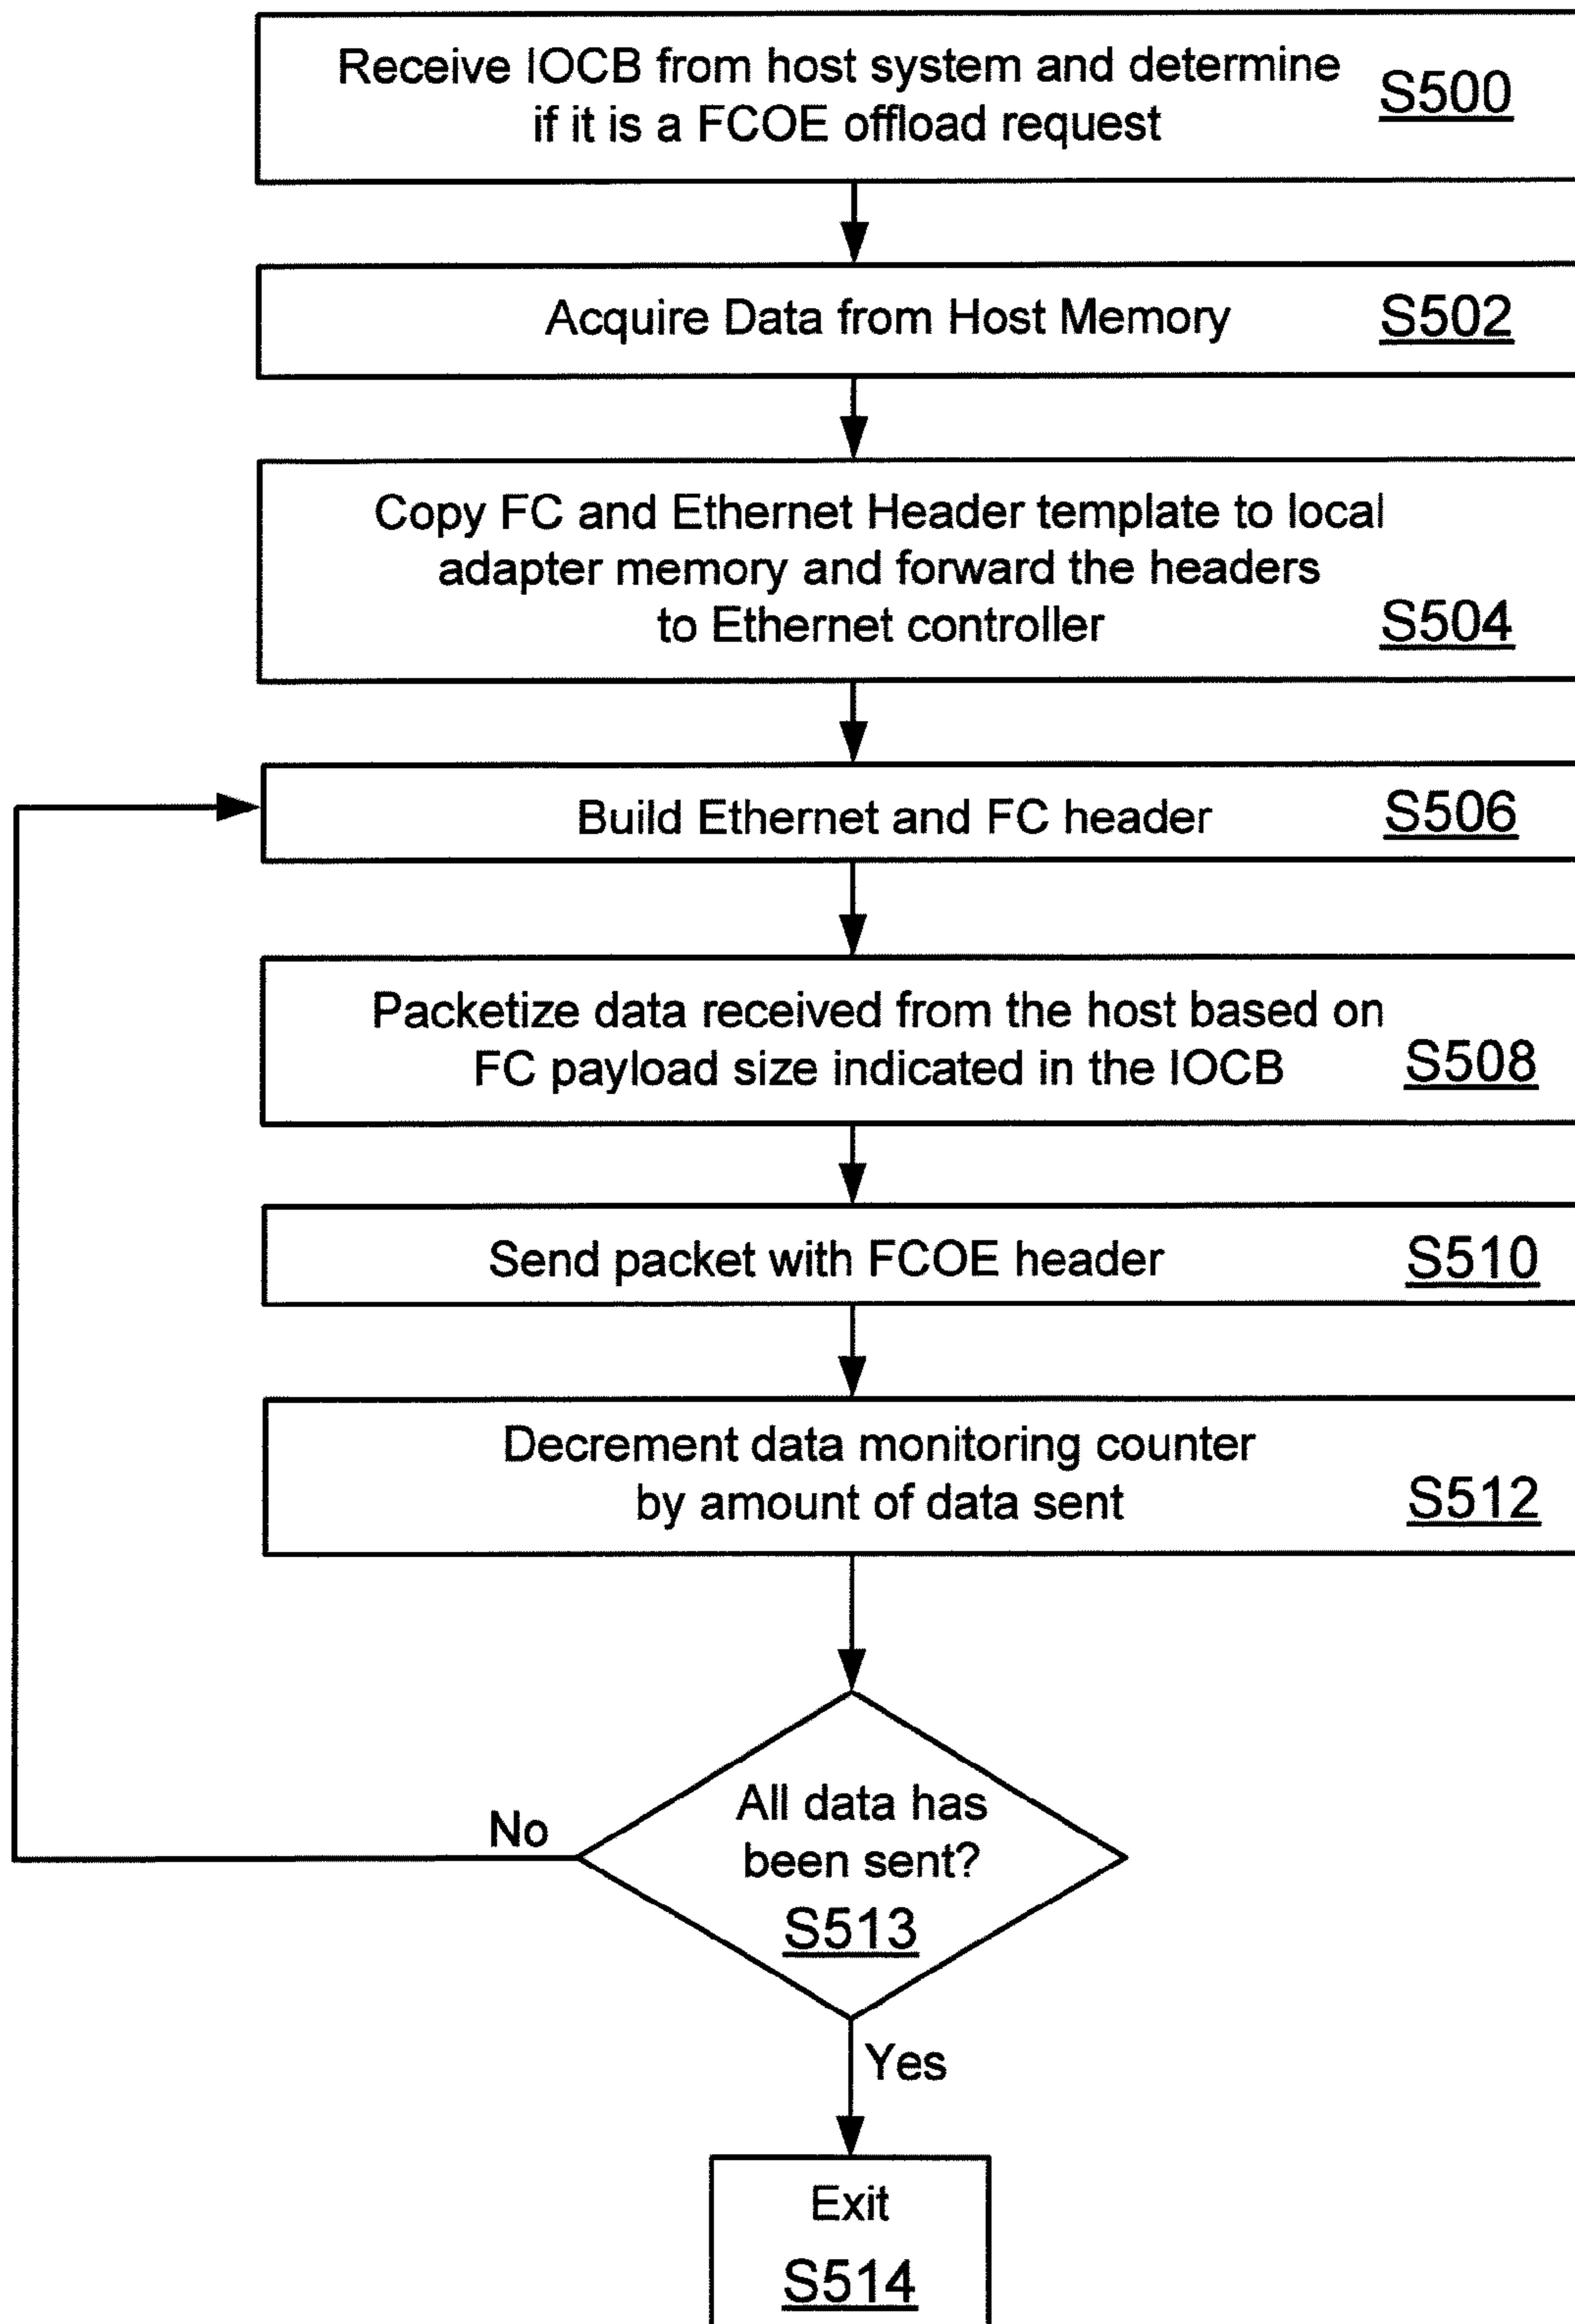 Receive IOCB from host system and determine
if it is a FCOE offload request
S500
Acquire Data from Host Memory
S502
Copy FC and Ethernet Header template to local
adapter memory and forward the headers
to Ethernet controller
S504
Build Ethernet and FC header
S506
Packetize data received from the host based on
FC payload size indicated in the IOCB
S508
Send packet with FCOE header
S510
Decrement data monitoring counter
by amount of data sent
S512
All data has
been sent?
S513
No
Yes
Exit
S514